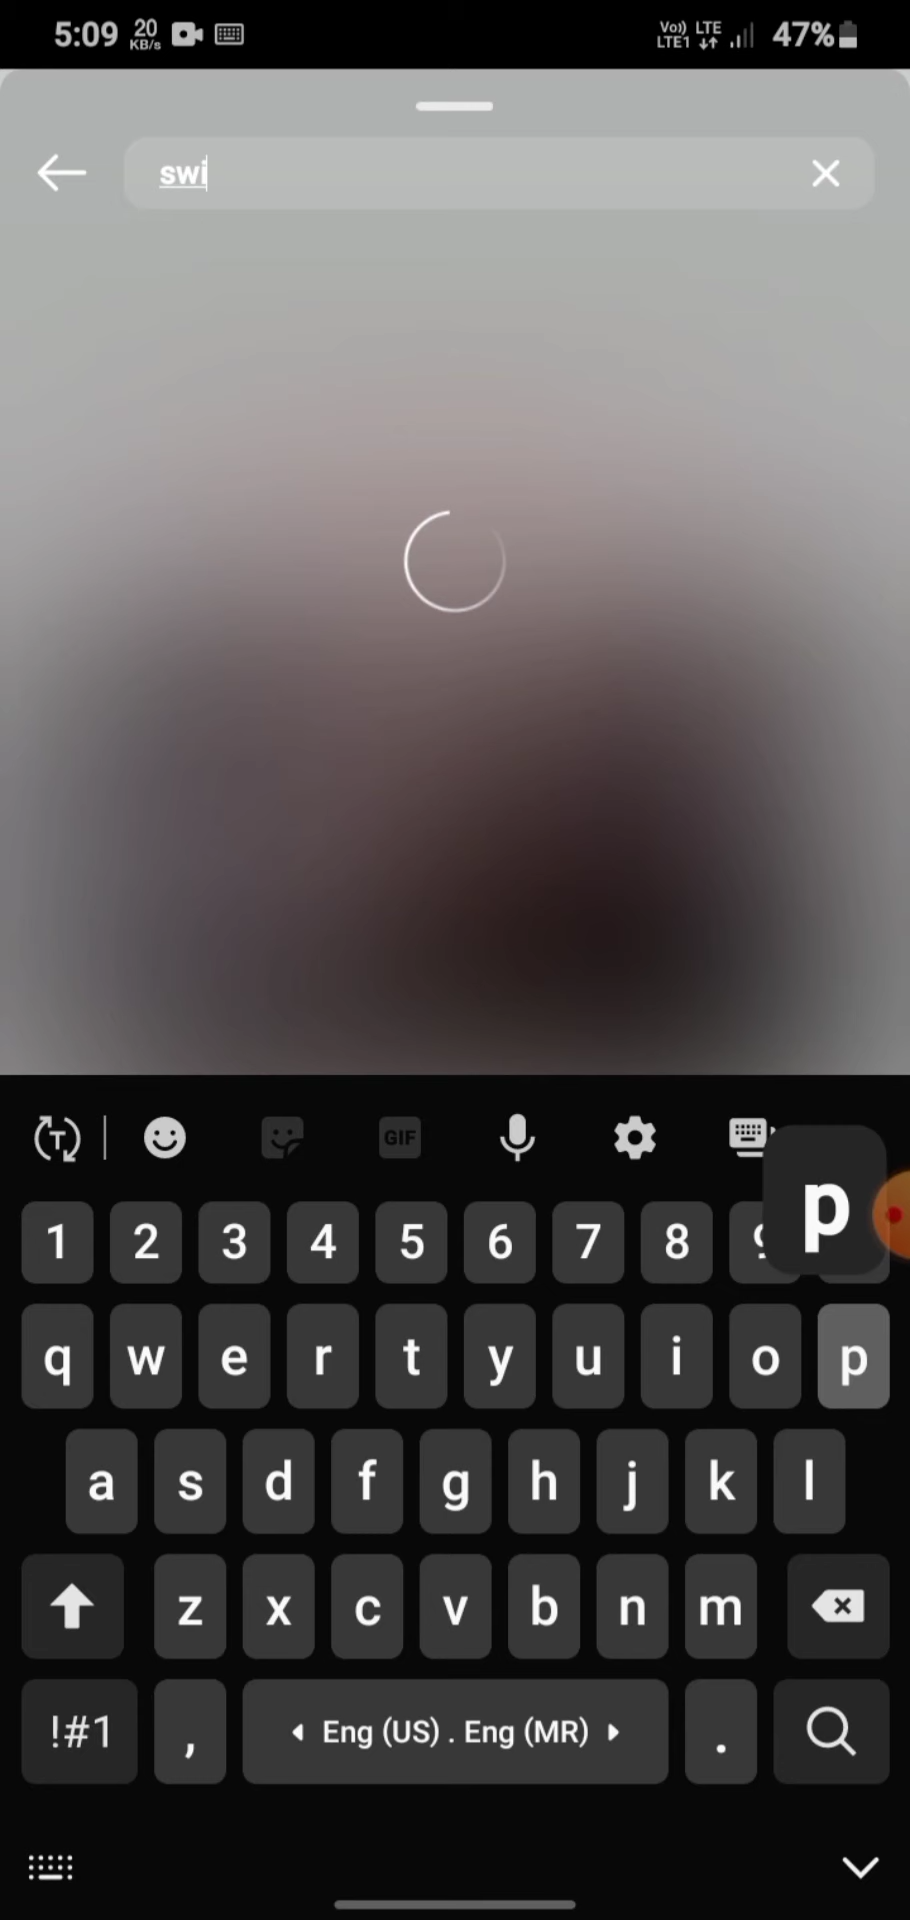 5:09 20 KB/s Vo)) LTE LTE1 47%
swi
T GIF
p
1 2 3 4 5 6 7 8 9
q w e r t y u i o p
a s d f g h j k l
z x c v b n m
!#1 , Eng (US) . Eng (MR) .